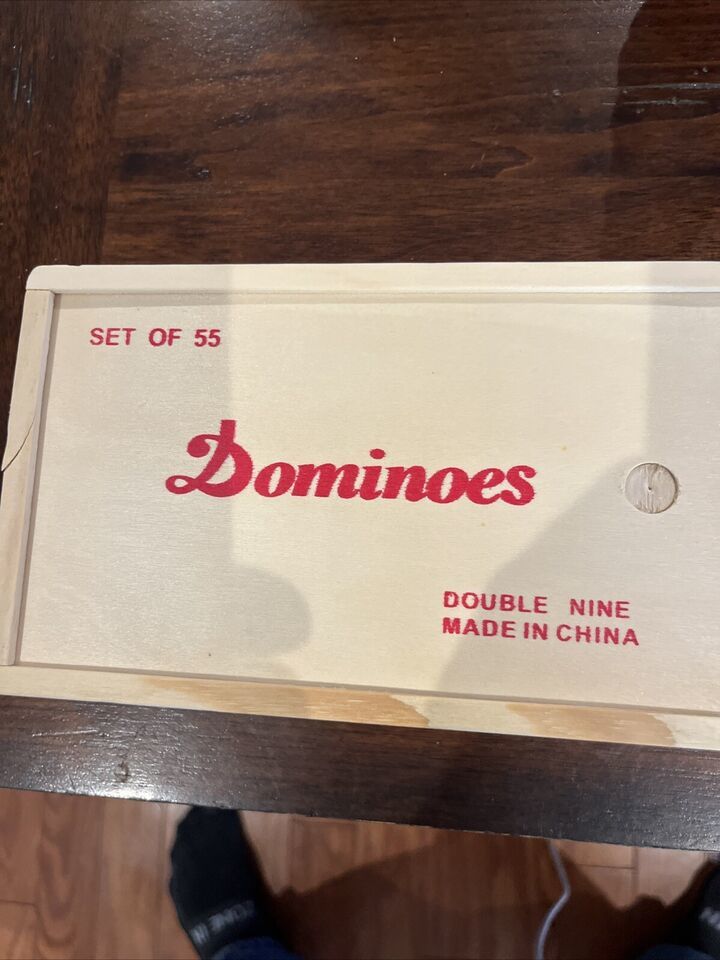 SET OF 55
Dominoes
DOUBLE NINE
MADE IN CHINA